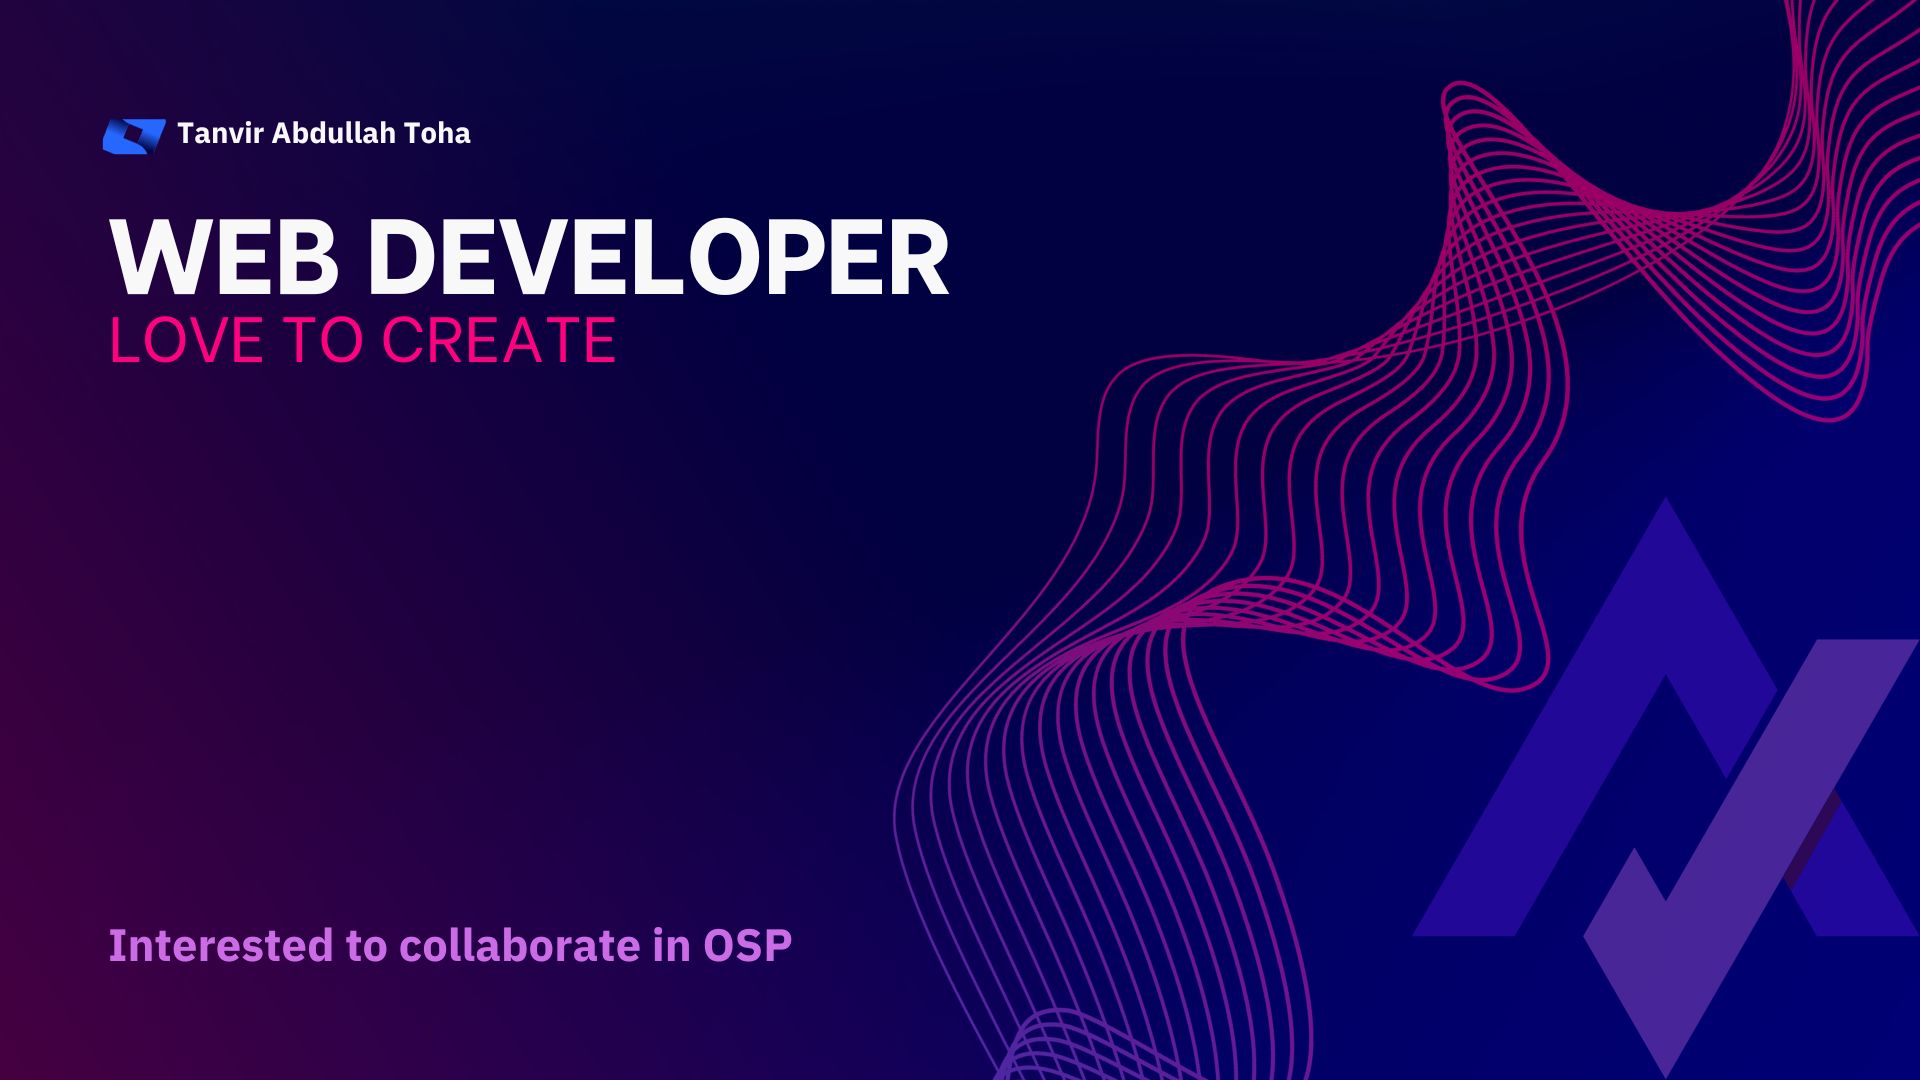 Tanvir Abdullah Toha
WEB DEVELOPER
LOVE TO CREATE
Interested to collaborate in OSP